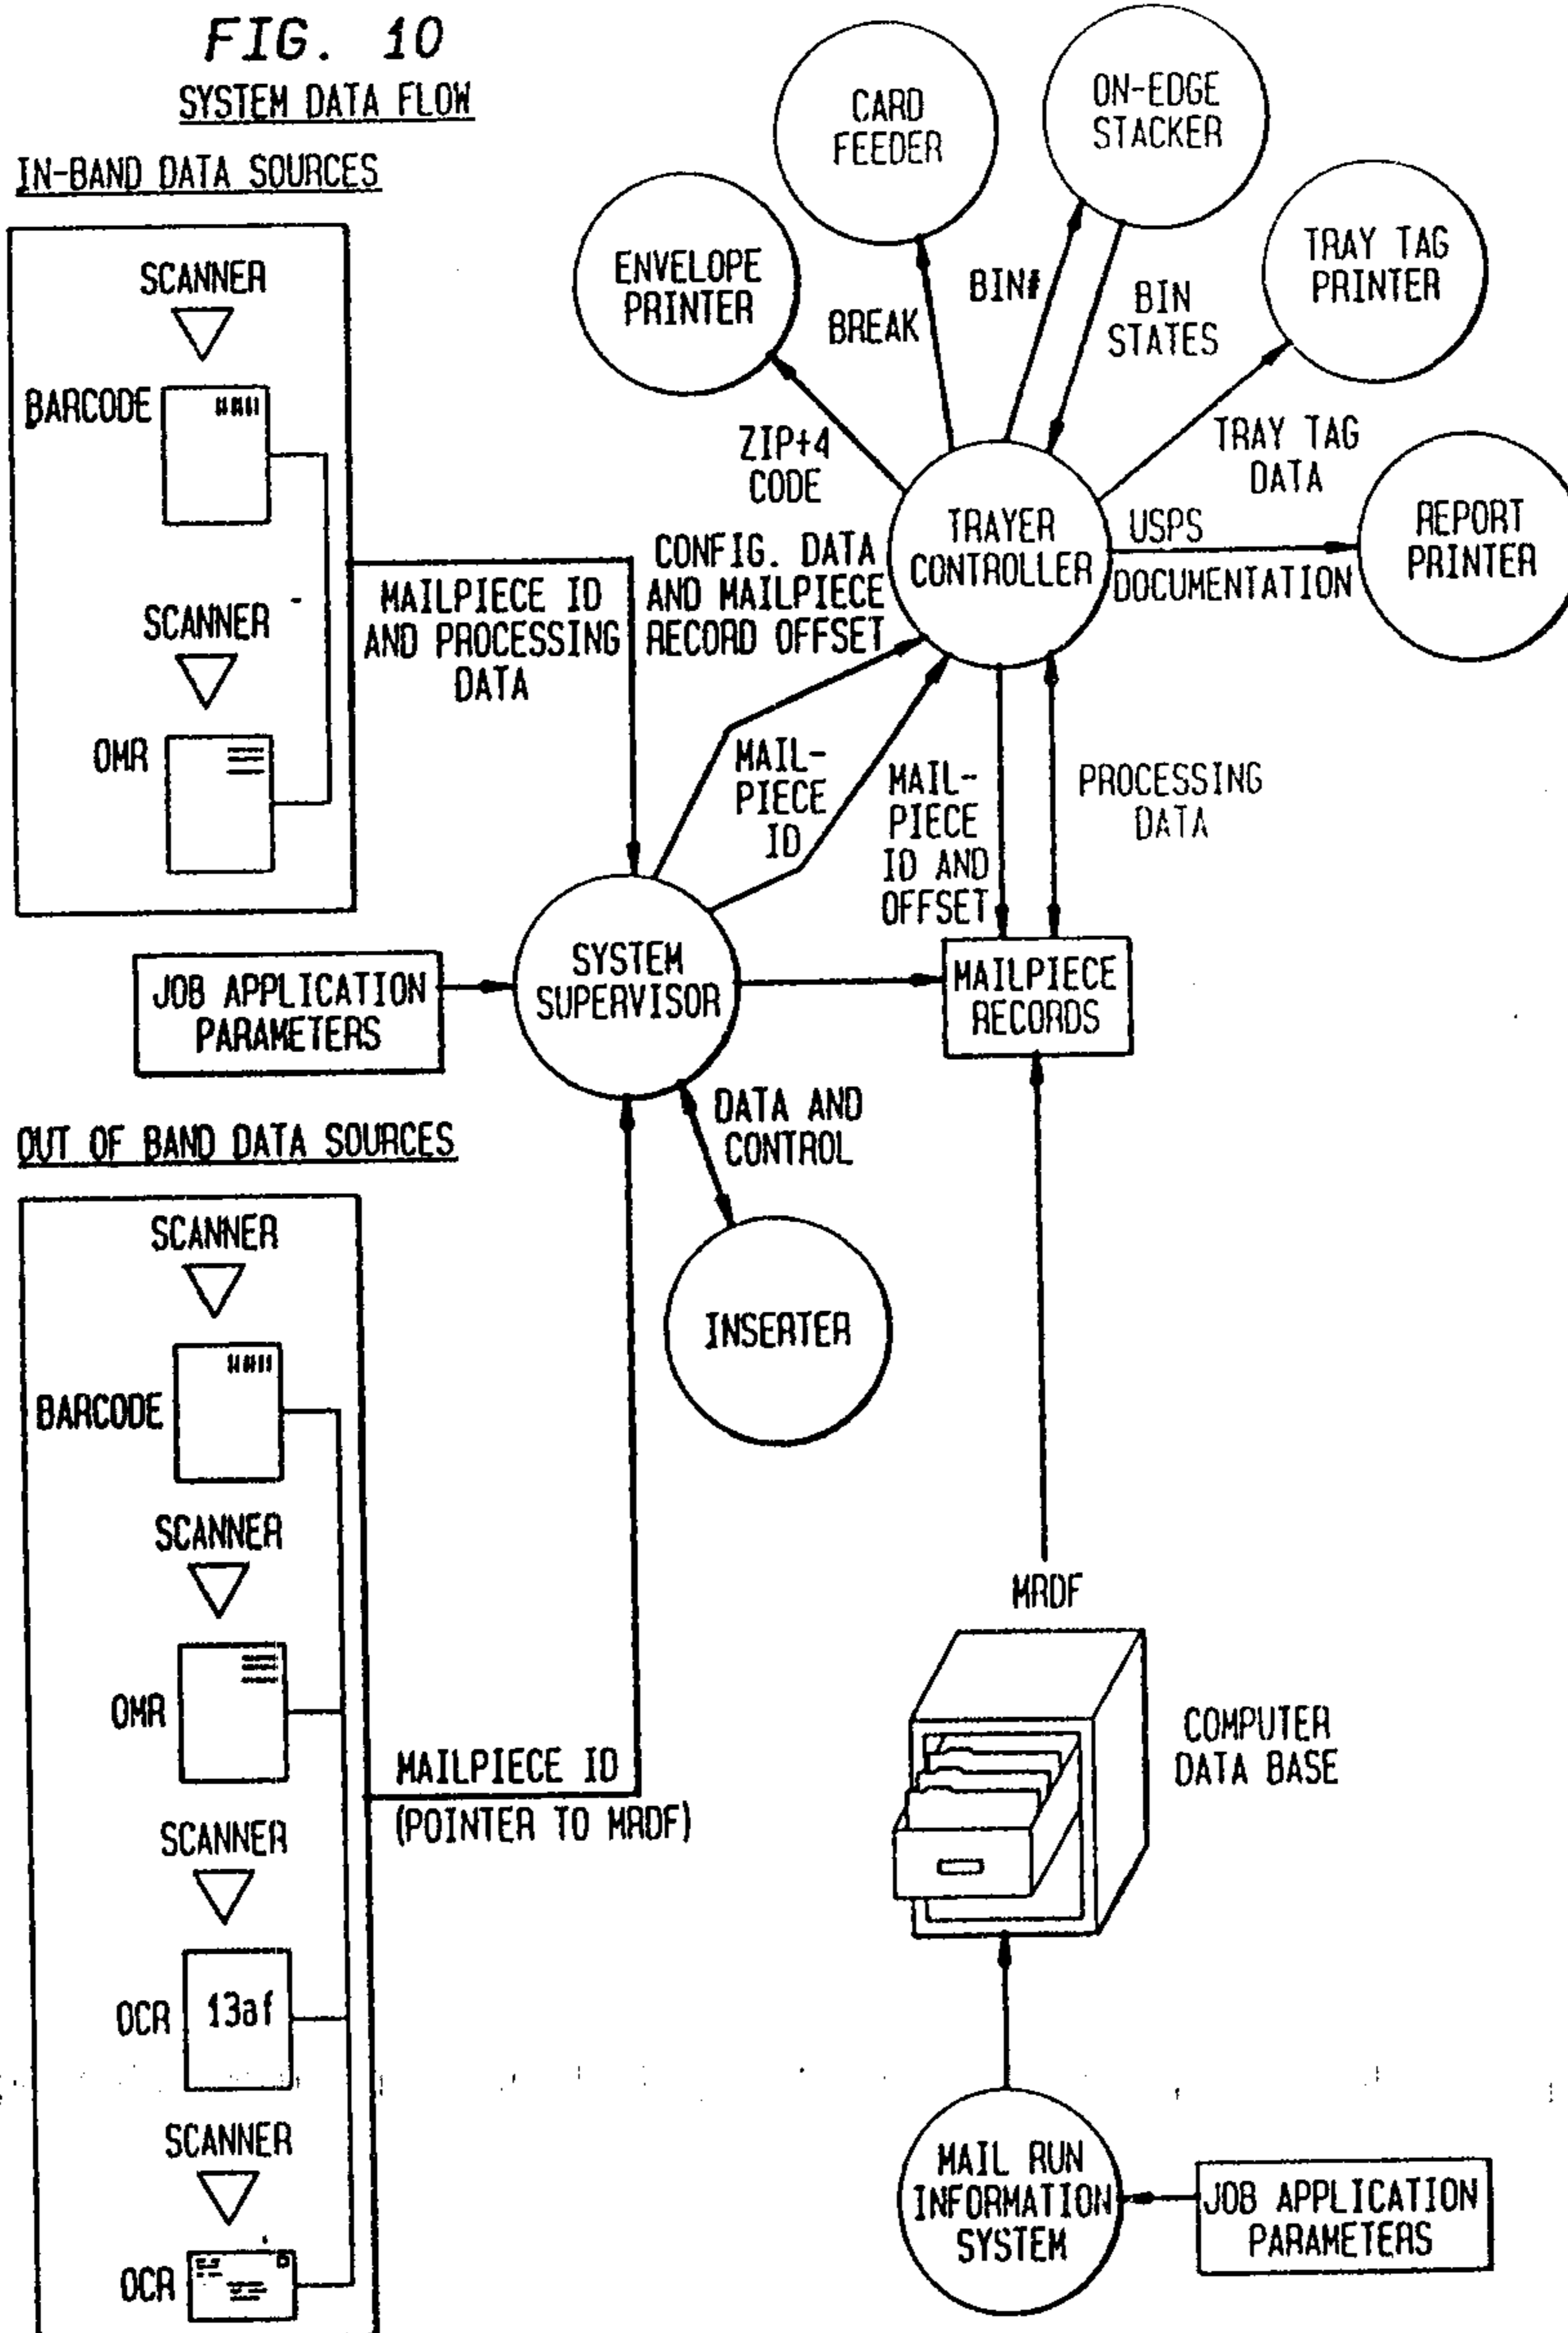 FIG. 10
SYSTEM DATA FLOW
IN-BAND DATA SOURCES
SCANNER
BARCODE
SCANNER
OMR
MAILPIECE ID
AND PROCESSING
DATA
CONFIG. DATA
AND MAILPIECE
RECORD OFFSET
ENVELOPE
PRINTER
CARD
FEEDER
ON-EDGE
STACKER
TRAY TAG
PRINTER
REPORT
PRINTER
ZIP+4
CODE
BREAK
BIN#
BIN
STATES
TRAY TAG
DATA
USPS
DOCUMENTATION
TRAYER
CONTROLLER
MAIL-
PIECE
ID
MAIL-
PIECE
ID AND
OFFSET
PROCESSING
DATA
JOB APPLICATION
PARAMETERS
SYSTEM
SUPERVISOR
MAILPIECE
RECORDS
DATA AND
CONTROL
INSERTER
OUT OF BAND DATA SOURCES
SCANNER
BARCODE
SCANNER
OMR
SCANNER
OCR
13af
SCANNER
OCR
MAILPIECE ID
(POINTER TO MRDF)
MRDF
COMPUTER
DATA BASE
MAIL RUN
INFORMATION
SYSTEM
JOB APPLICATION
PARAMETERS